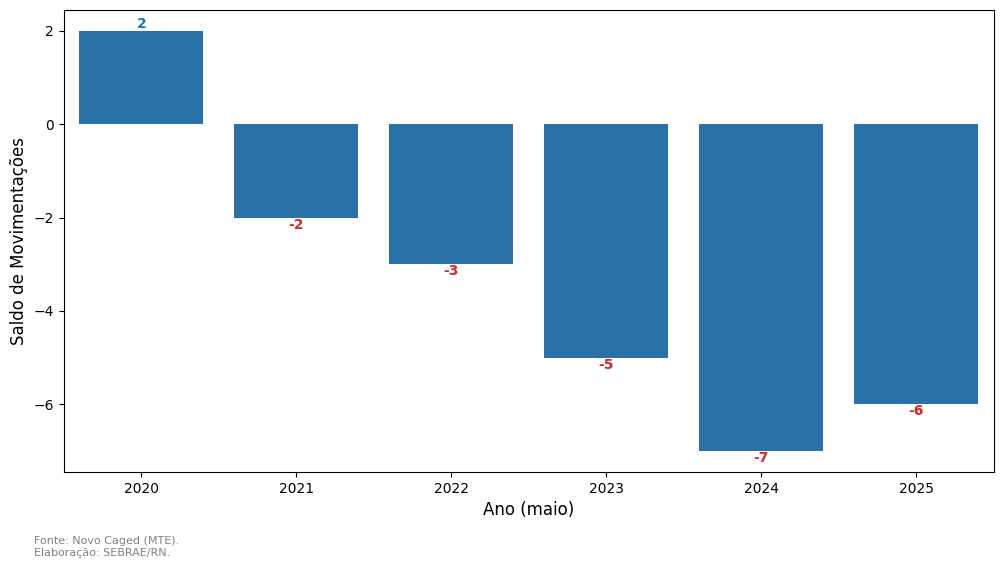 2
-2
-3
-5
-7
-6
2
0
−2
−4
−6
Saldo de Movimentações
2020 2021 2022 2023 2024 2025
Ano (maio)
Fonte: Novo Caged (MTE).
Elaboração: SEBRAE/RN.